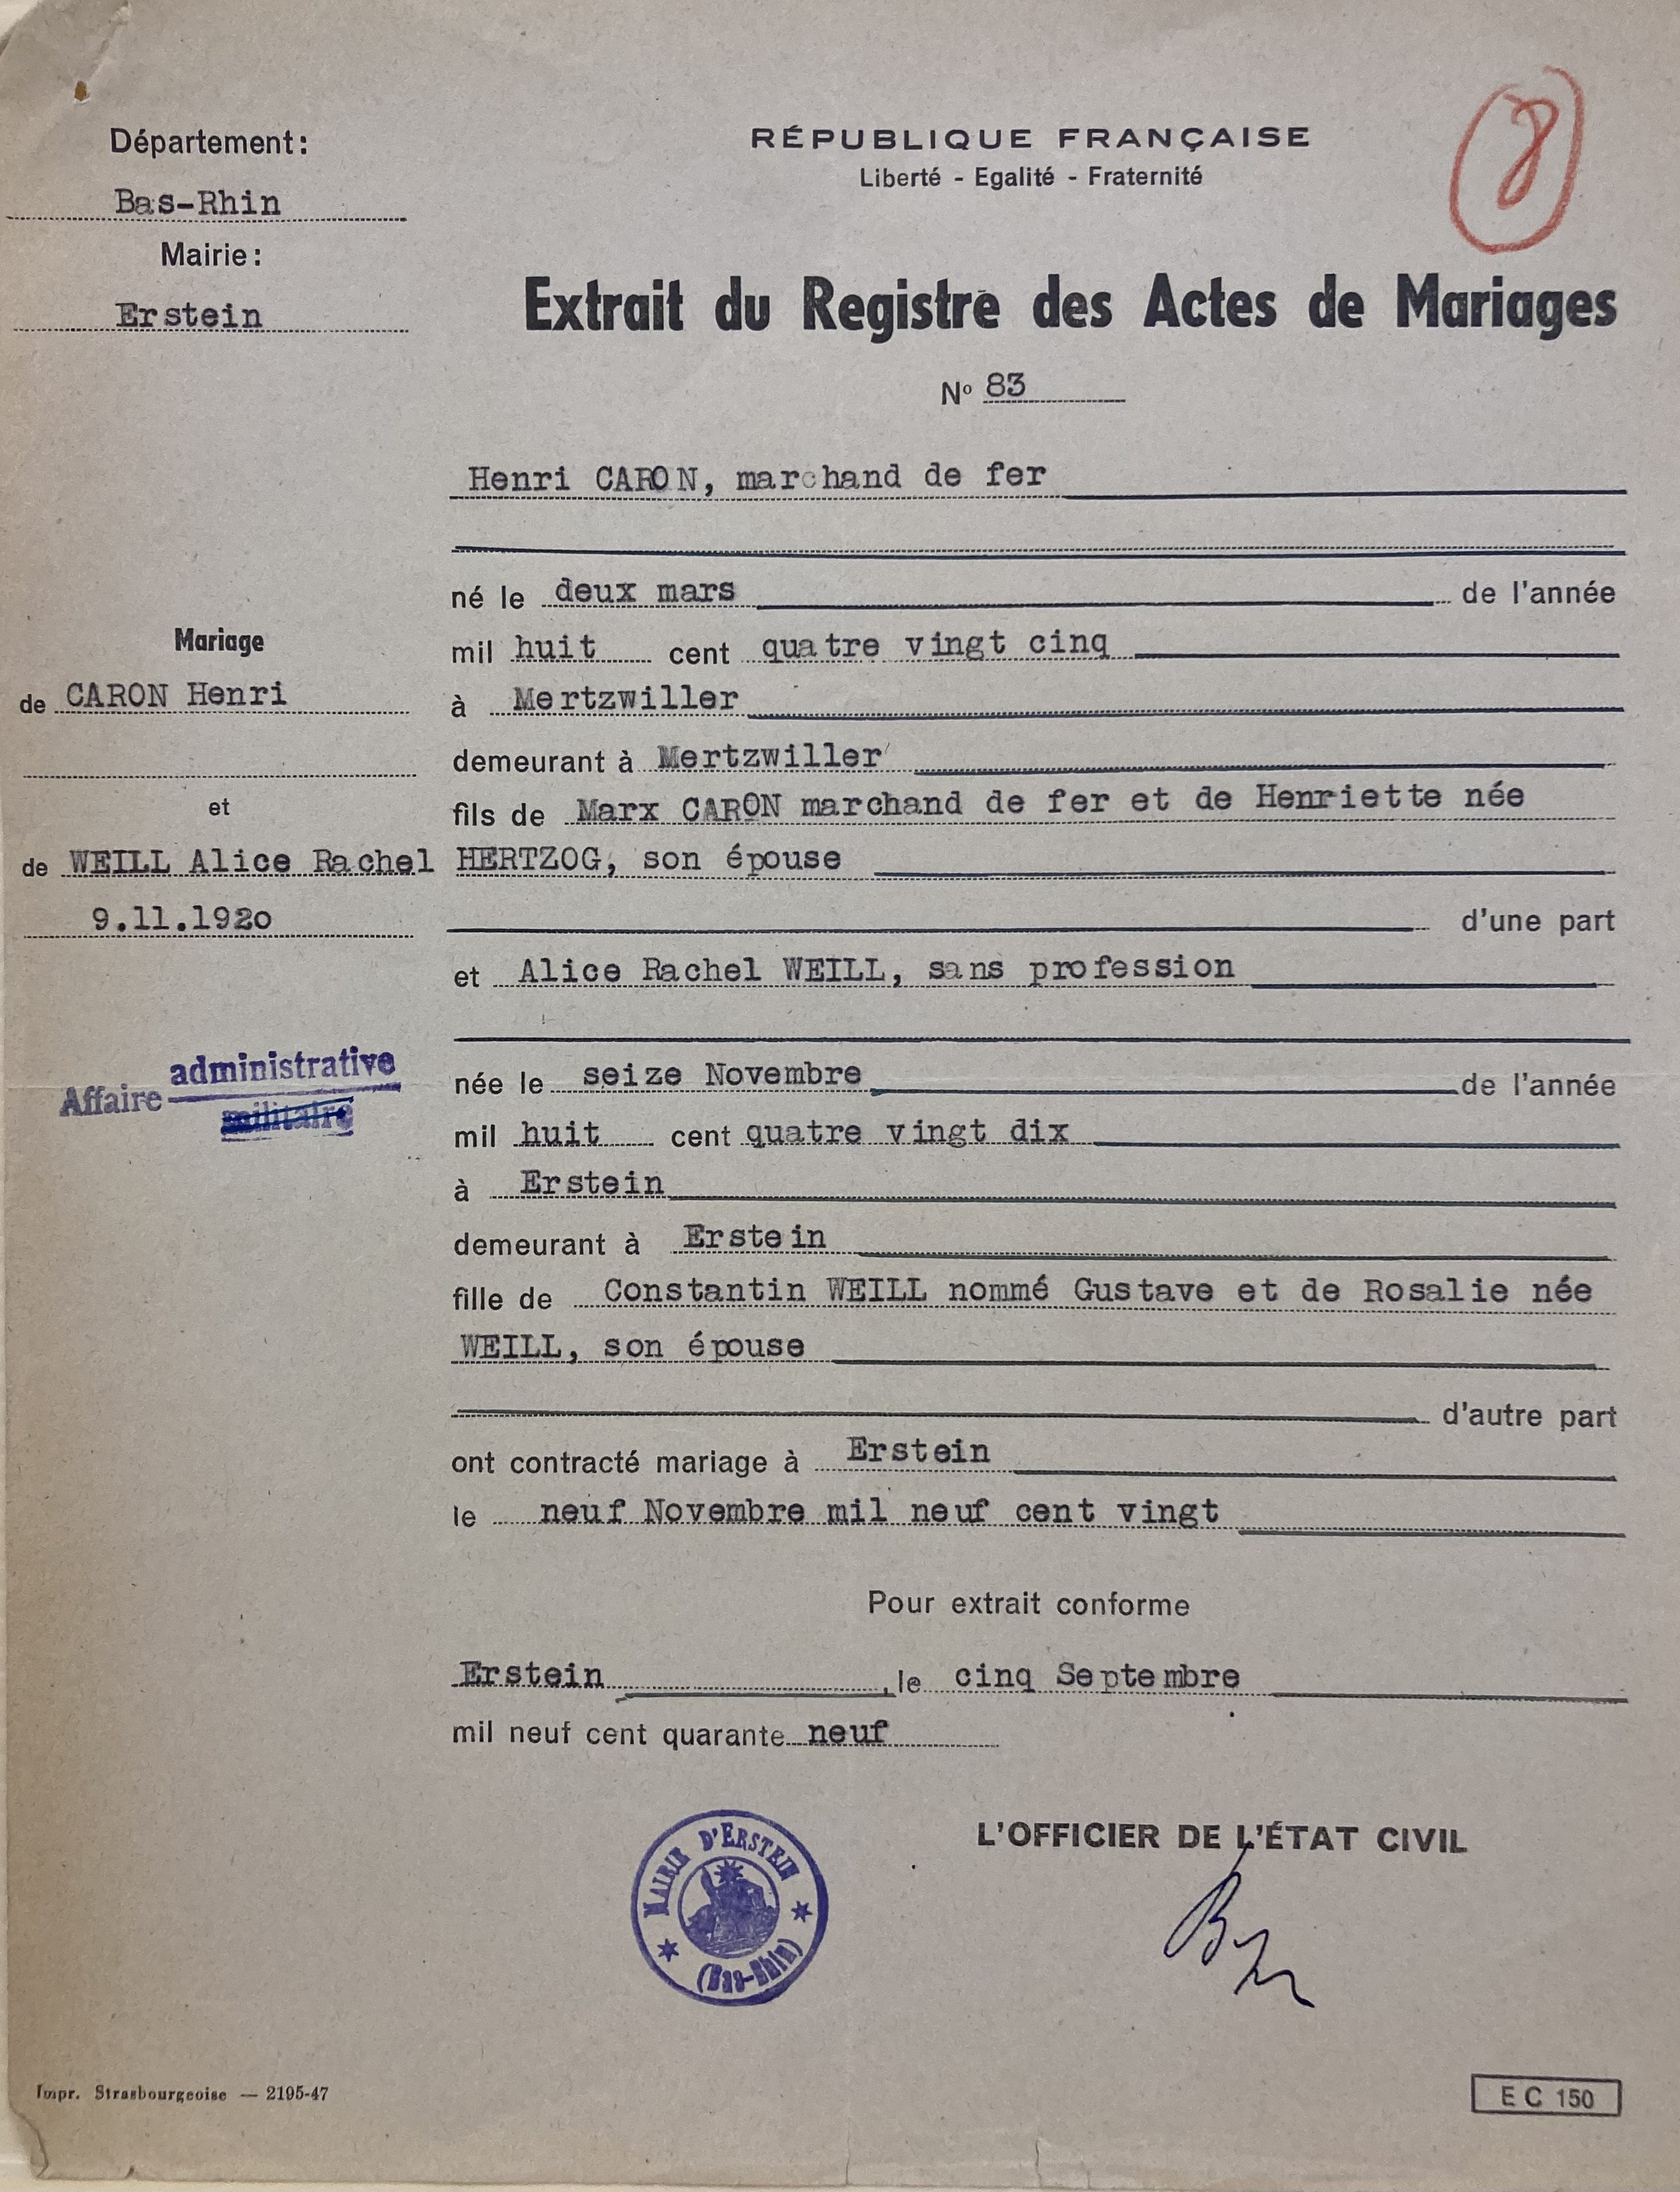 Département:
Bas-Rhin
Mairie:
Erstein
RÉPUBLIQUE FRANÇAISE
Liberté - Egalité - Fraternité
8
Extrait du Registre des Actes de Mariages
No 83
Mariage
de CARON Henri
et
de WEILL Alice Rachel
9.11.1920
Affaire administrative
militaire
Henri CARON, marchand de fer
né le deux mars de l'année
mil huit cent quatre vingt cinq
à Mertzwiller
demeurant à Mertzwiller
fils de Marx CARON marchand de fer et de Henriette née
HERTZOG, son épouse
d'une part
et Alice Rachel WEILL, sans profession
née le seize Novembre de l'année
mil huit cent quatre vingt dix
à Erstein
demeurant à Erstein
fille de Constantin WEILL nommé Gustave et de Rosalie née
WEILL, son épouse
d'autre part
ont contracté mariage à Erstein
le neuf Novembre mil neuf cent vingt
Pour extrait conforme
Erstein, le cinq Septembre
mil neuf cent quarante neuf
MAIRIE D'ERSTEIN
(Bas-Rhin)
L'OFFICIER DE L'ÉTAT CIVIL
Impr. Strasbourgeoise — 2195-47
EC 150